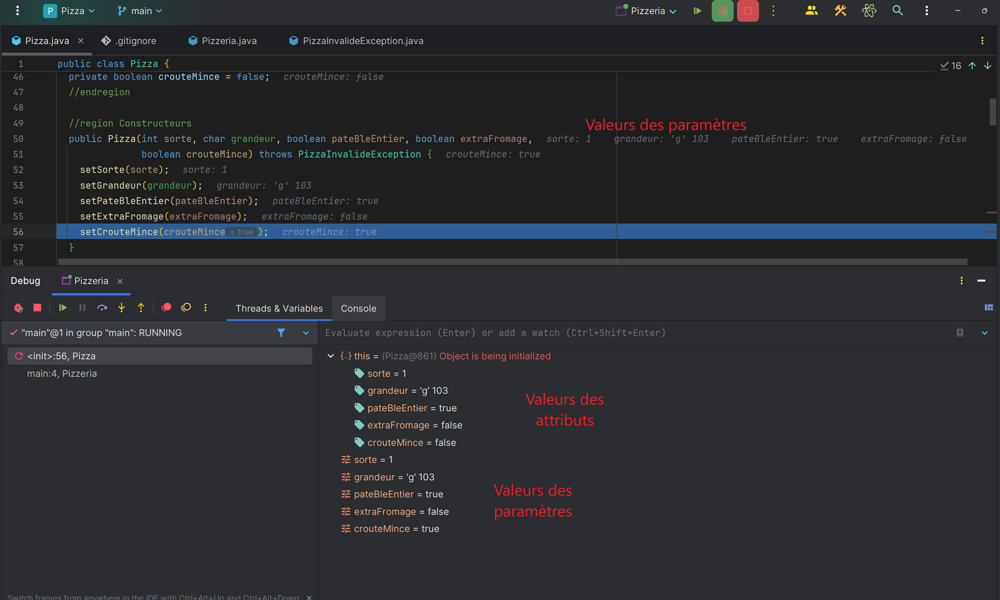 P Pizza main Pizzeria
Pizza.java .gitignore Pizzeria.java PizzaInvalideException.java
1 public class Pizza { 16
46 private boolean crouteMince = false; crouteMince: false
47 //endregion
48
49 //region Constructeurs
Valeurs des paramètres
50 public Pizza(int sorte, char grandeur, boolean pateBleEntier, boolean extraFromage, sorte: 1 grandeur: 'g' 103 pateBleEntier: true extraFromage: false
51 boolean crouteMince) throws PizzaInvalideException { crouteMince: true
52 setSorte(sorte); sorte: 1
53 setGrandeur(grandeur); grandeur: 'g' 103
54 setPateBleEntier(pateBleEntier); pateBleEntier: true
55 setExtraFromage(extraFromage); extraFromage: false
56 setCrouteMince(crouteMince = true ); crouteMince: true
57 }
58
Debug Pizzeria
Threads & Variables Console
"main"@1 in group "main": RUNNING
Evaluate expression (Enter) or add a watch (Ctrl+Shift+Enter)
<init>:56, Pizza
main:4, Pizzeria
{...} this = {Pizza@861} Object is being initialized
sorte = 1
grandeur = 'g' 103
pateBleEntier = true
extraFromage = false
crouteMince = false
Valeurs des
attributs
sorte = 1
grandeur = 'g' 103
pateBleEntier = true
extraFromage = false
crouteMince = true
Valeurs des
paramètres
Switch frames from anywhere in the IDE with Ctrl+Alt+Up and Ctrl+Alt+Down